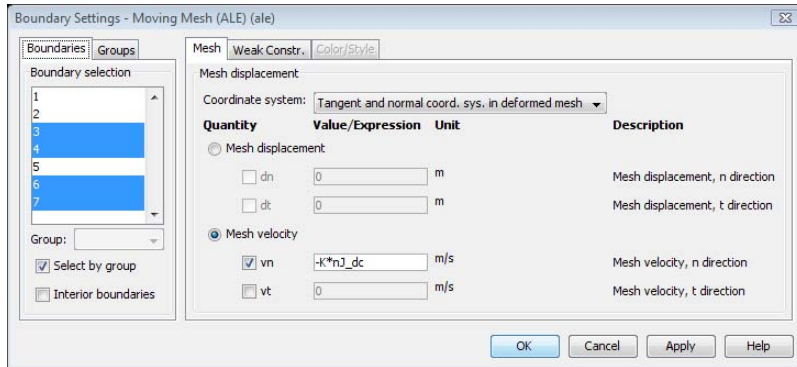 Boundary Settings - Moving Mesh (ALE) (ale)
Boundaries Groups
Boundary selection
1
2
3
4
5
6
7
Group:
Select by group
Interior boundaries
Mesh Weak Constr. Color/Style
Mesh displacement
Coordinate system: Tangent and normal coord. sys. in deformed mesh
Quantity Value/Expression Unit Description
Mesh displacement
dn 0 m Mesh displacement, n direction
dt 0 m Mesh displacement, t direction
Mesh velocity
vn -K*nJ_dc m/s Mesh velocity, n direction
vt 0 m/s Mesh velocity, t direction
OK Cancel Apply Help